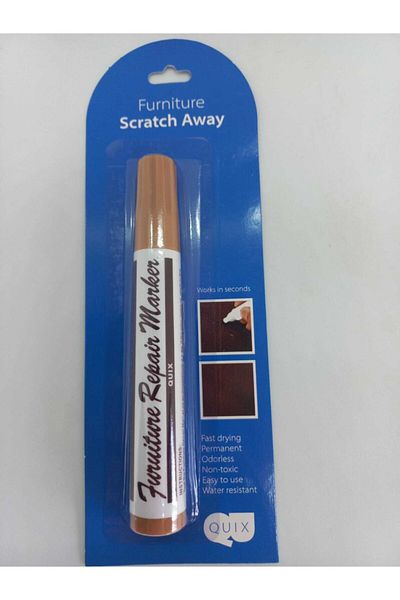 Furniture
Scratch Away
Furniture Repair Marker
QUIX
INSTRUCTIONS:
Works in seconds
Fast drying
Permanent
Odorless
Non-toxic
Easy to use
Water resistant
QUIX